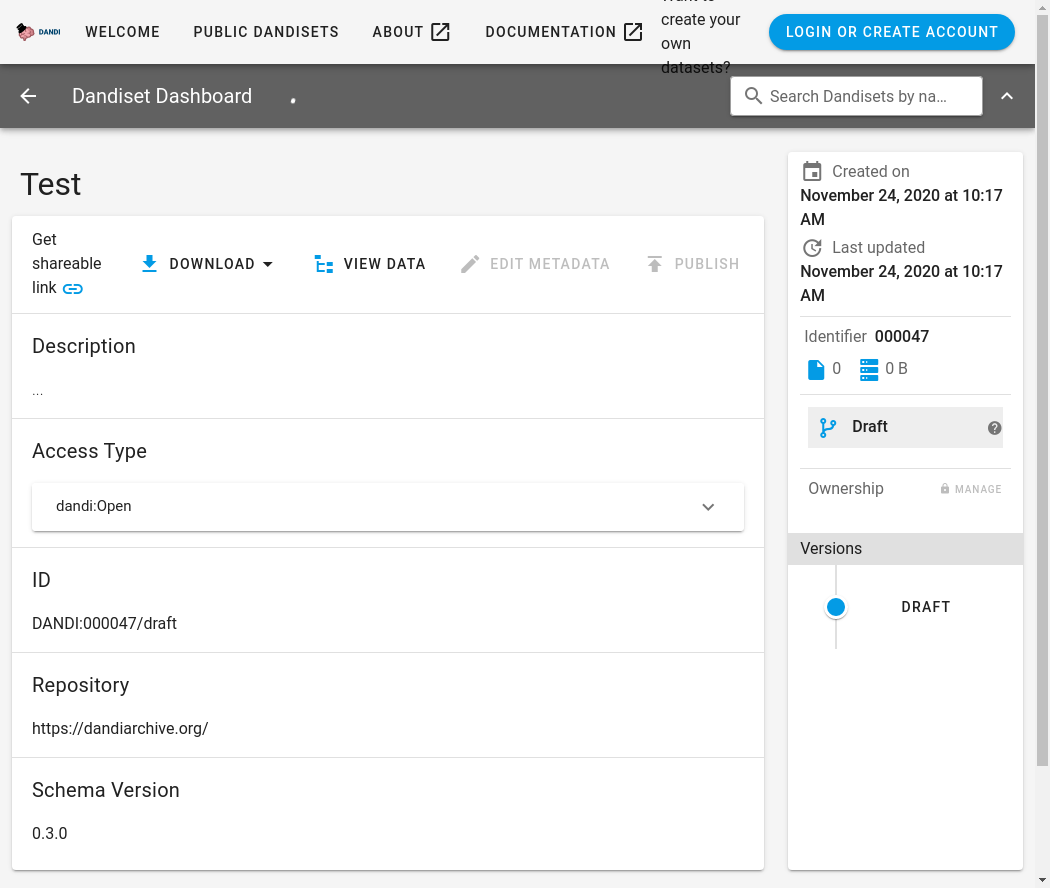 DANDI WELCOME PUBLIC DANDISETS ABOUT DOCUMENTATION
create your
own
datasets?
LOGIN OR CREATE ACCOUNT
Dandiset Dashboard
Search Dandisets by na...
Test
Get
shareable
link
DOWNLOAD VIEW DATA EDIT METADATA PUBLISH
Description
...
Access Type
dandi:Open
ID
DANDI:000047/draft
Repository
https://dandiarchive.org/
Schema Version
0.3.0
Created on
November 24, 2020 at 10:17
AM
Last updated
November 24, 2020 at 10:17
AM
Identifier 000047
0 0 B
Draft
Ownership MANAGE
Versions
DRAFT